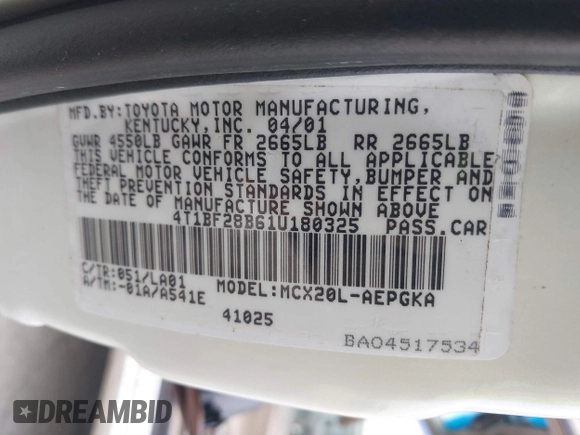 MFD.BY:TOYOTA MOTOR MANUFACTURING,
KENTUCKY,INC. 04/01
GVWR 4550LB GAWR FR 2665LB RR 2665LB
THIS VEHICLE CONFORMS TO ALL APPLICABLE
FEDERAL MOTOR VEHICLE SAFETY,BUMPER AND
THEFT PREVENTION STANDARDS IN EFFECT ON
THE DATE OF MANUFACTURE SHOWN ABOVE
4T1BF28B61U180325 PASS.CAR
C/TR:051/LA01 MODEL:MCX20L-AEPGKA
A/TM:-01A/A541E
41025
BA04517534
DREAMBID